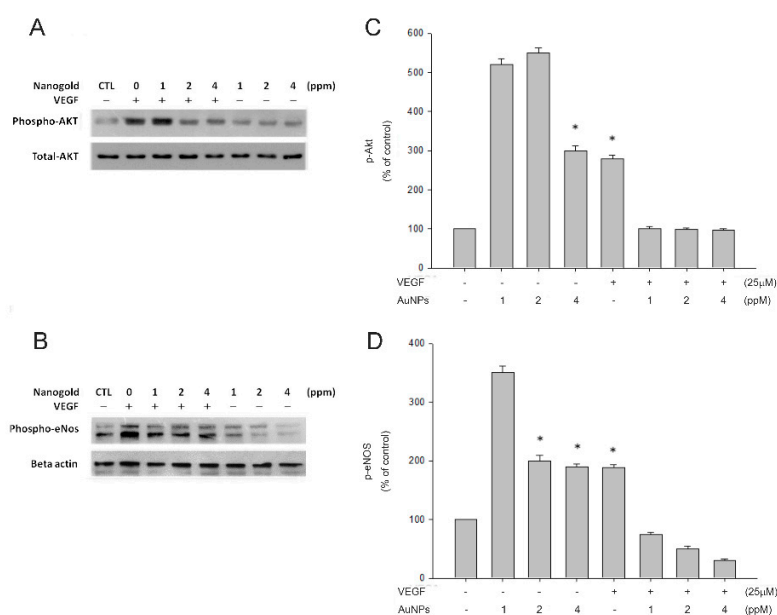 A
Nanogold CTL 0 1 2 4 1 2 4 (ppm)
VEGF – + + + + – – –
Phospho-AKT
Total-AKT
B
Nanogold CTL 0 1 2 4 1 2 4 (ppm)
VEGF – + + + + – – –
Phospho-eNos
Beta actin
C
p-Akt
(% of control)
600
500
400
300
200
100
0
* *
VEGF - - - - + + + + (25μM)
AuNPs - 1 2 4 - 1 2 4 (ppM)
D
p-eNOS
(% of control)
400
300
200
100
0
* * *
VEGF - - - - + + + + (25μM)
AuNPs - 1 2 4 - 1 2 4 (ppM)